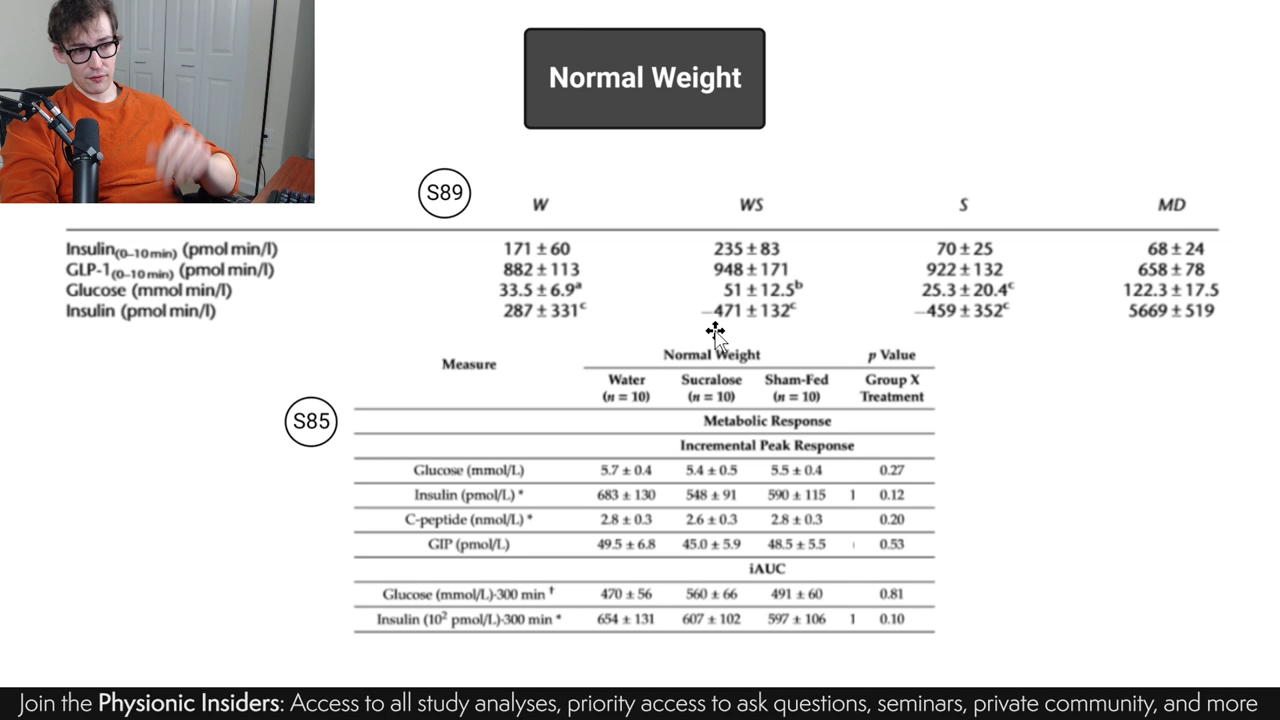 Normal Weight
S89
W WS S MD
Insulin(0–10 min) (pmol min/l) 171 ± 60 235 ± 83 70 ± 25 68 ± 24
GLP-1(0–10 min) (pmol min/l) 882 ± 113 948 ± 171 922 ± 132 658 ± 78
Glucose (mmol min/l) 33.5 ± 6.9ᵃ 51 ± 12.5ᵇ 25.3 ± 20.4ᶜ 122.3 ± 17.5
Insulin (pmol min/l) 287 ± 331ᶜ –471 ± 132ᶜ –459 ± 352ᶜ 5669 ± 519
Measure Normal Weight p Value
Water Sucralose Sham-Fed Group X
(n = 10) (n = 10) (n = 10) Treatment
S85
Metabolic Response
Incremental Peak Response
Glucose (mmol/L) 5.7 ± 0.4 5.4 ± 0.5 5.5 ± 0.4 0.27
Insulin (pmol/L) * 683 ± 130 548 ± 91 590 ± 115 1 0.12
C-peptide (nmol/L) * 2.8 ± 0.3 2.6 ± 0.3 2.8 ± 0.3 0.20
GIP (pmol/L) 49.5 ± 6.8 45.0 ± 5.9 48.5 ± 5.5 0.53
iAUC
Glucose (mmol/L)·300 min † 470 ± 56 560 ± 66 491 ± 60 0.81
Insulin (10² pmol/L)·300 min * 654 ± 131 607 ± 102 597 ± 106 1 0.10
Join the Physionic Insiders: Access to all study analyses, priority access to ask questions, seminars, private community, and more